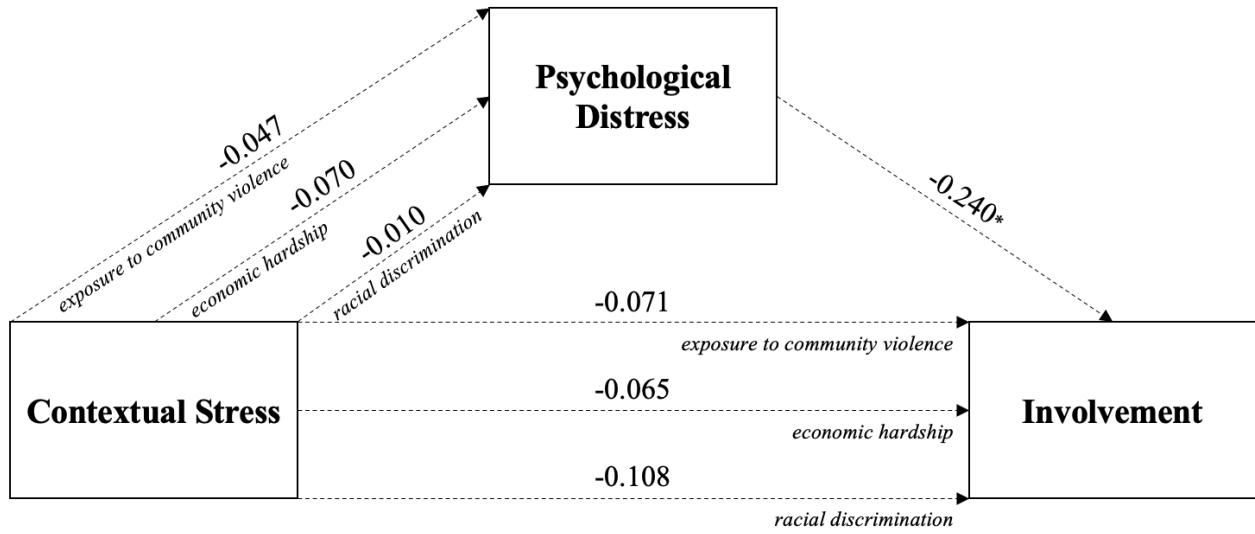 Psychological
Distress
-0.047
exposure to community violence
-0.070
economic hardship
-0.010
racial discrimination
-0.240*
-0.071
exposure to community violence
Contextual Stress
-0.065
economic hardship
Involvement
-0.108
racial discrimination